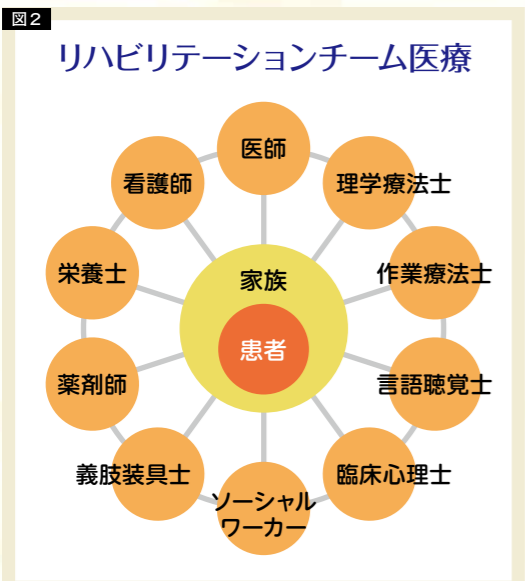 図2
リハビリテーションチーム医療
医師
看護師
理学療法士
栄養士
家族
作業療法士
患者
薬剤師
言語聴覚士
義肢装具士
臨床心理士
ソーシャル
ワーカー